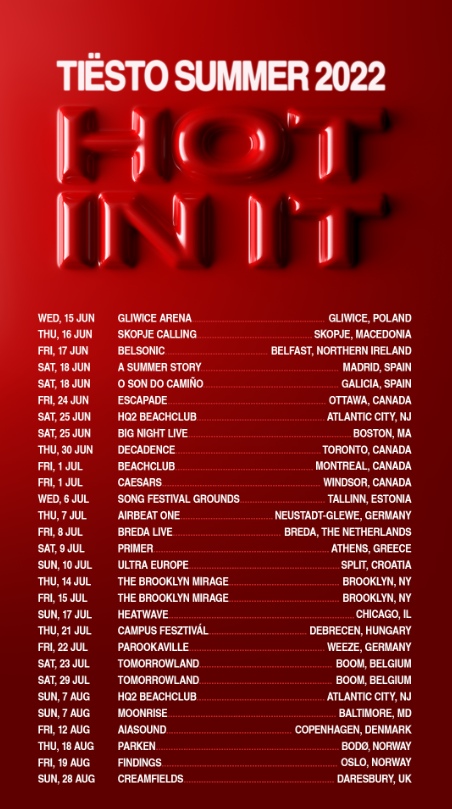 TIËSTO SUMMER 2022
HOT
IN IT
WED, 15 JUN GLIWICE ARENA GLIWICE, POLAND
THU, 16 JUN SKOPJE CALLING SKOPJE, MACEDONIA
FRI, 17 JUN BELSONIC BELFAST, NORTHERN IRELAND
SAT, 18 JUN A SUMMER STORY MADRID, SPAIN
SAT, 18 JUN O SON DO CAMIÑO GALICIA, SPAIN
FRI, 24 JUN ESCAPADE OTTAWA, CANADA
SAT, 25 JUN HQ2 BEACHCLUB ATLANTIC CITY, NJ
SAT, 25 JUN BIG NIGHT LIVE BOSTON, MA
THU, 30 JUN DECADENCE TORONTO, CANADA
FRI, 1 JUL BEACHCLUB MONTREAL, CANADA
FRI, 1 JUL CAESARS WINDSOR, CANADA
WED, 6 JUL SONG FESTIVAL GROUNDS TALLINN, ESTONIA
THU, 7 JUL AIRBEAT ONE NEUSTADT-GLEWE, GERMANY
FRI, 8 JUL BREDA LIVE BREDA, THE NETHERLANDS
SAT, 9 JUL PRIMER ATHENS, GREECE
SUN, 10 JUL ULTRA EUROPE SPLIT, CROATIA
THU, 14 JUL THE BROOKLYN MIRAGE BROOKLYN, NY
FRI, 15 JUL THE BROOKLYN MIRAGE BROOKLYN, NY
SUN, 17 JUL HEATWAVE CHICAGO, IL
THU, 21 JUL CAMPUS FESZTIVÁL DEBRECEN, HUNGARY
FRI, 22 JUL PAROOKAVILLE WEEZE, GERMANY
SAT, 23 JUL TOMORROWLAND BOOM, BELGIUM
SAT, 29 JUL TOMORROWLAND BOOM, BELGIUM
SUN, 7 AUG HQ2 BEACHCLUB ATLANTIC CITY, NJ
SUN, 7 AUG MOONRISE BALTIMORE, MD
FRI, 12 AUG AIASOUND COPENHAGEN, DENMARK
THU, 18 AUG PARKEN BODØ, NORWAY
FRI, 19 AUG FINDINGS OSLO, NORWAY
SUN, 28 AUG CREAMFIELDS DARESBURY, UK